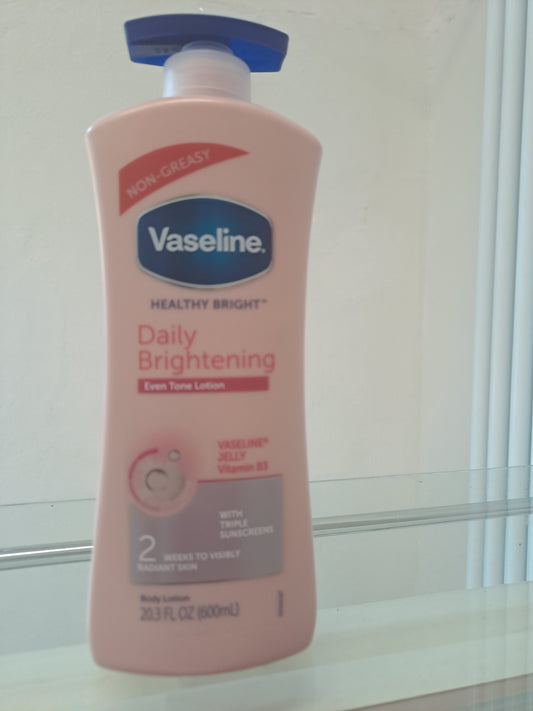 NON-GREASY
Vaseline.
HEALTHY BRIGHT™
Daily
Brightening
Even Tone Lotion
VASELINE®
JELLY
Vitamin B3
WITH
TRIPLE
SUNSCREENS
2 WEEKS TO VISIBLY
RADIANT SKIN
Body Lotion
20.3 FL OZ (600mL)